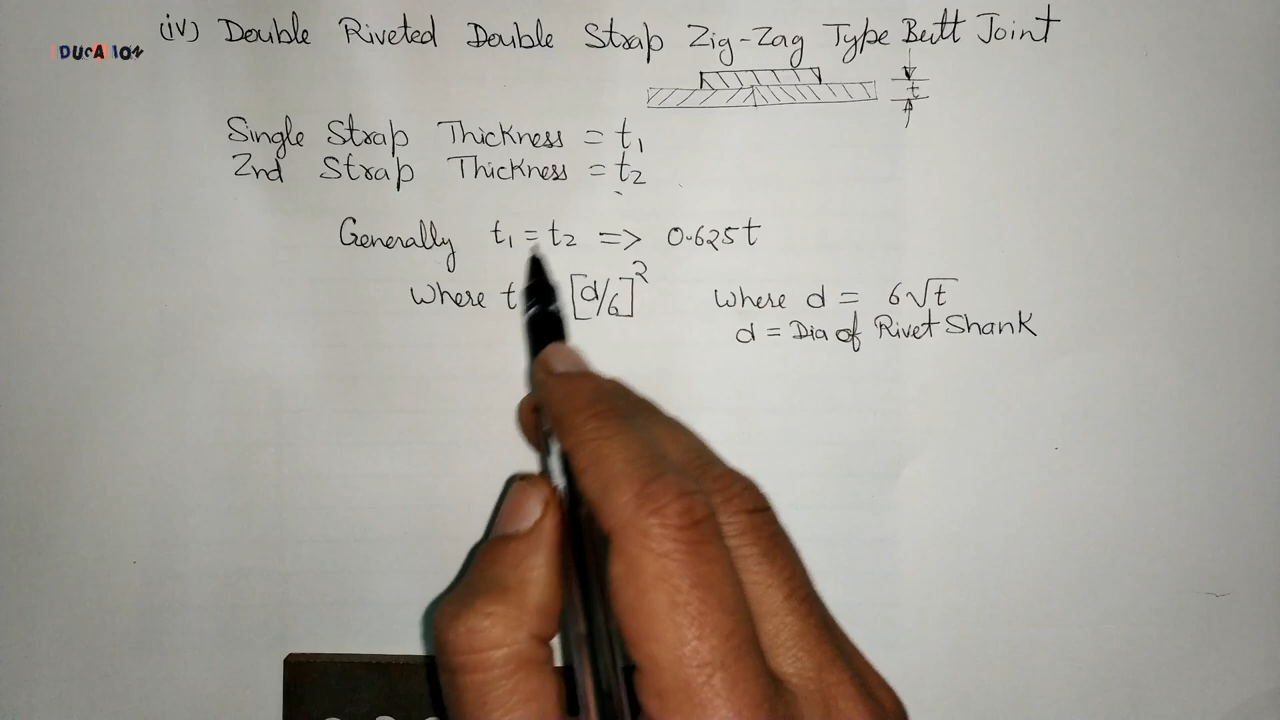 (iv) Double Riveted Double Strap Zig-Zag Type Butt Joint
EDUCATION
t
Single Strap Thickness = t₁
2nd Strap Thickness = t₂
Generally t₁ = t₂ => 0.625t
Where t [d/6]² Where d = 6√t
d = Dia of Rivet Shank